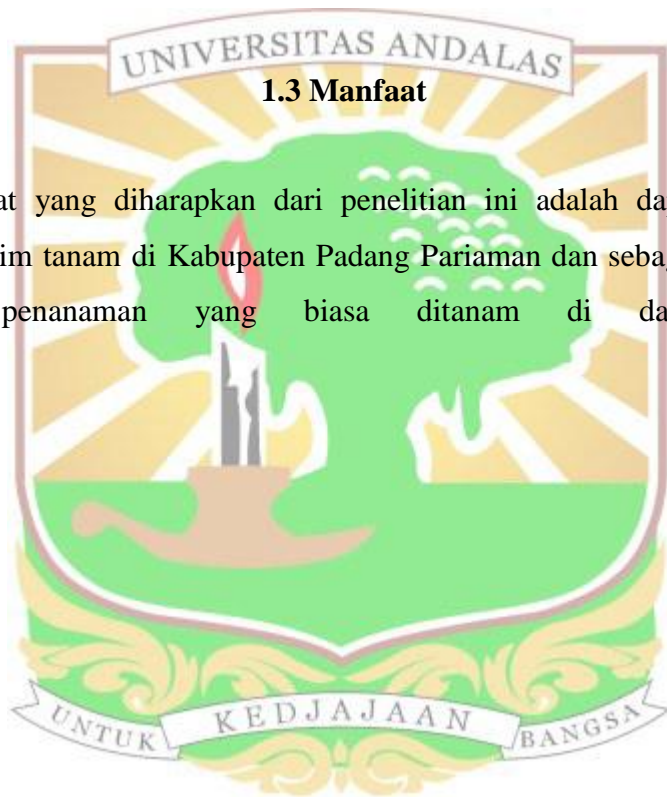 UNIVERSITAS ANDALAS
1.3 Manfaat
at yang diharapkan dari penelitian ini adalah da
im tanam di Kabupaten Padang Pariaman dan sebag
penanaman yang biasa ditanam di da
UNTUK KEDJAJAAN BANGSA